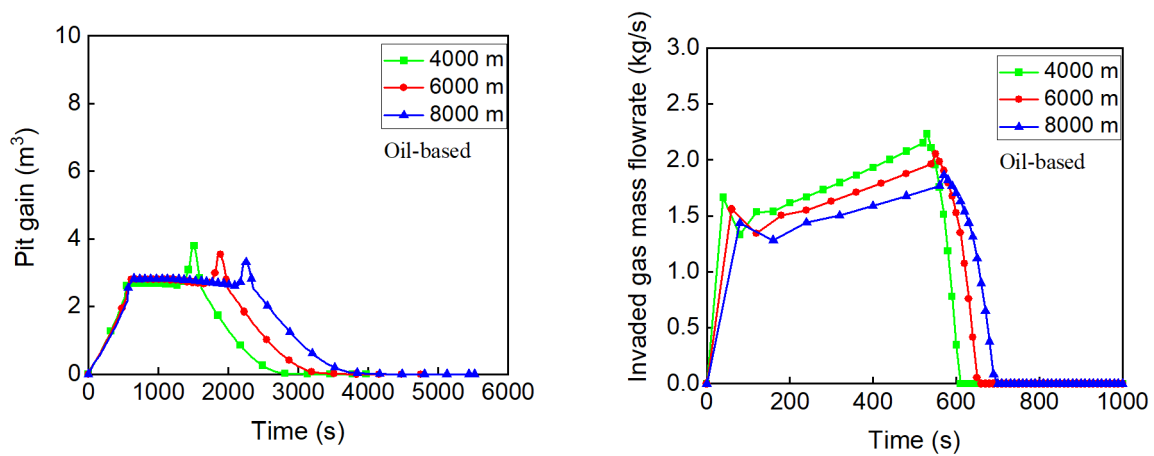 10
8
6
4
2
0
Pit gain (m³)
4000 m
6000 m
8000 m
Oil-based
0 1000 2000 3000 4000 5000 6000
Time (s)
3.0
2.5
2.0
1.5
1.0
0.5
0.0
Invaded gas mass flowrate (kg/s)
4000 m
6000 m
8000 m
Oil-based
0 200 400 600 800 1000
Time (s)